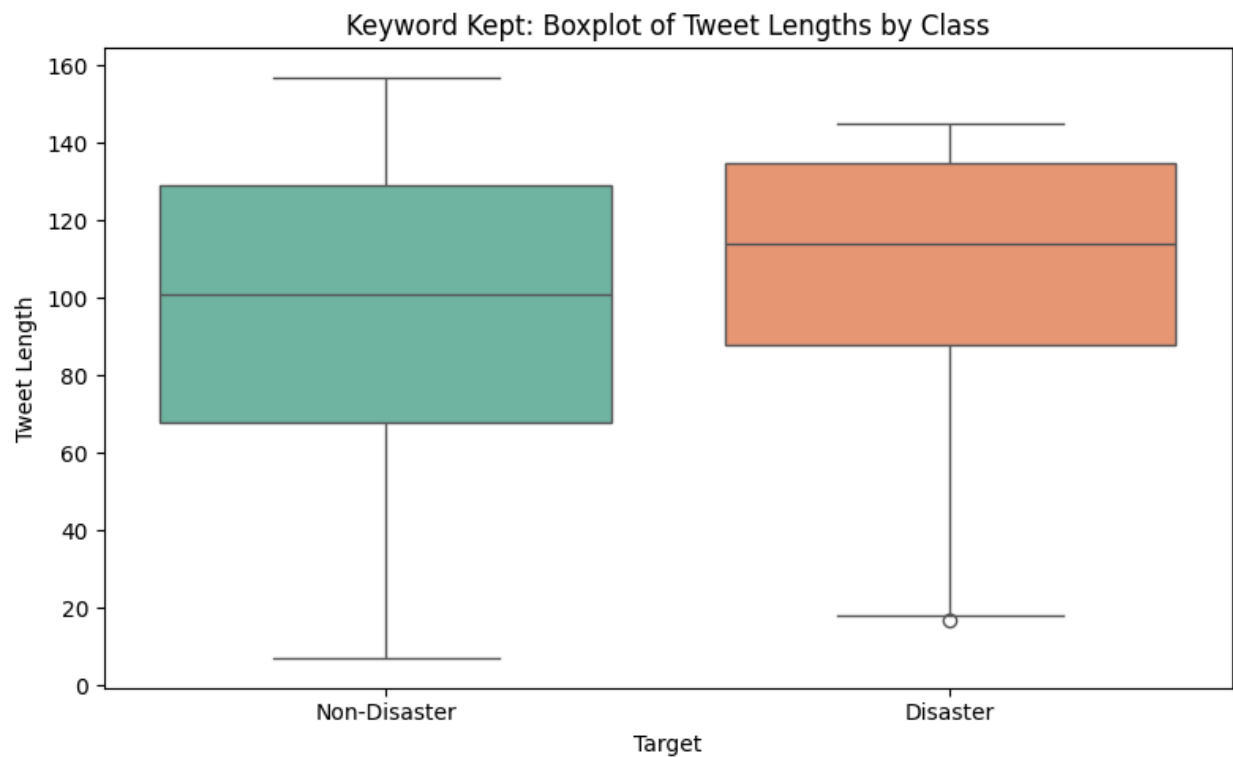 Keyword Kept: Boxplot of Tweet Lengths by Class
160
140
120
100
80
60
40
20
0
Tweet Length
Non-Disaster
Disaster
Target